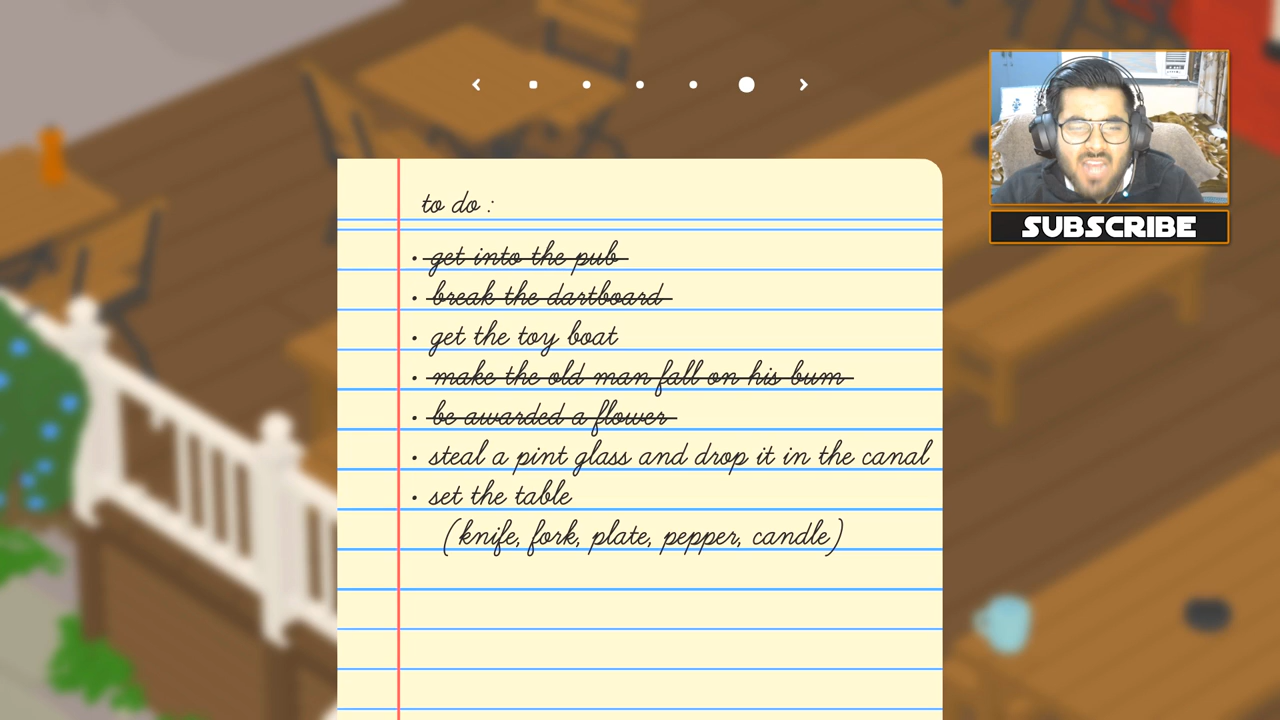 to do :
• get into the pub
• break the dartboard
• get the toy boat
• make the old man fall on his bum
• be awarded a flower
• steal a pint glass and drop it in the canal
• set the table
(knife, fork, plate, pepper, candle)
SUBSCRIBE